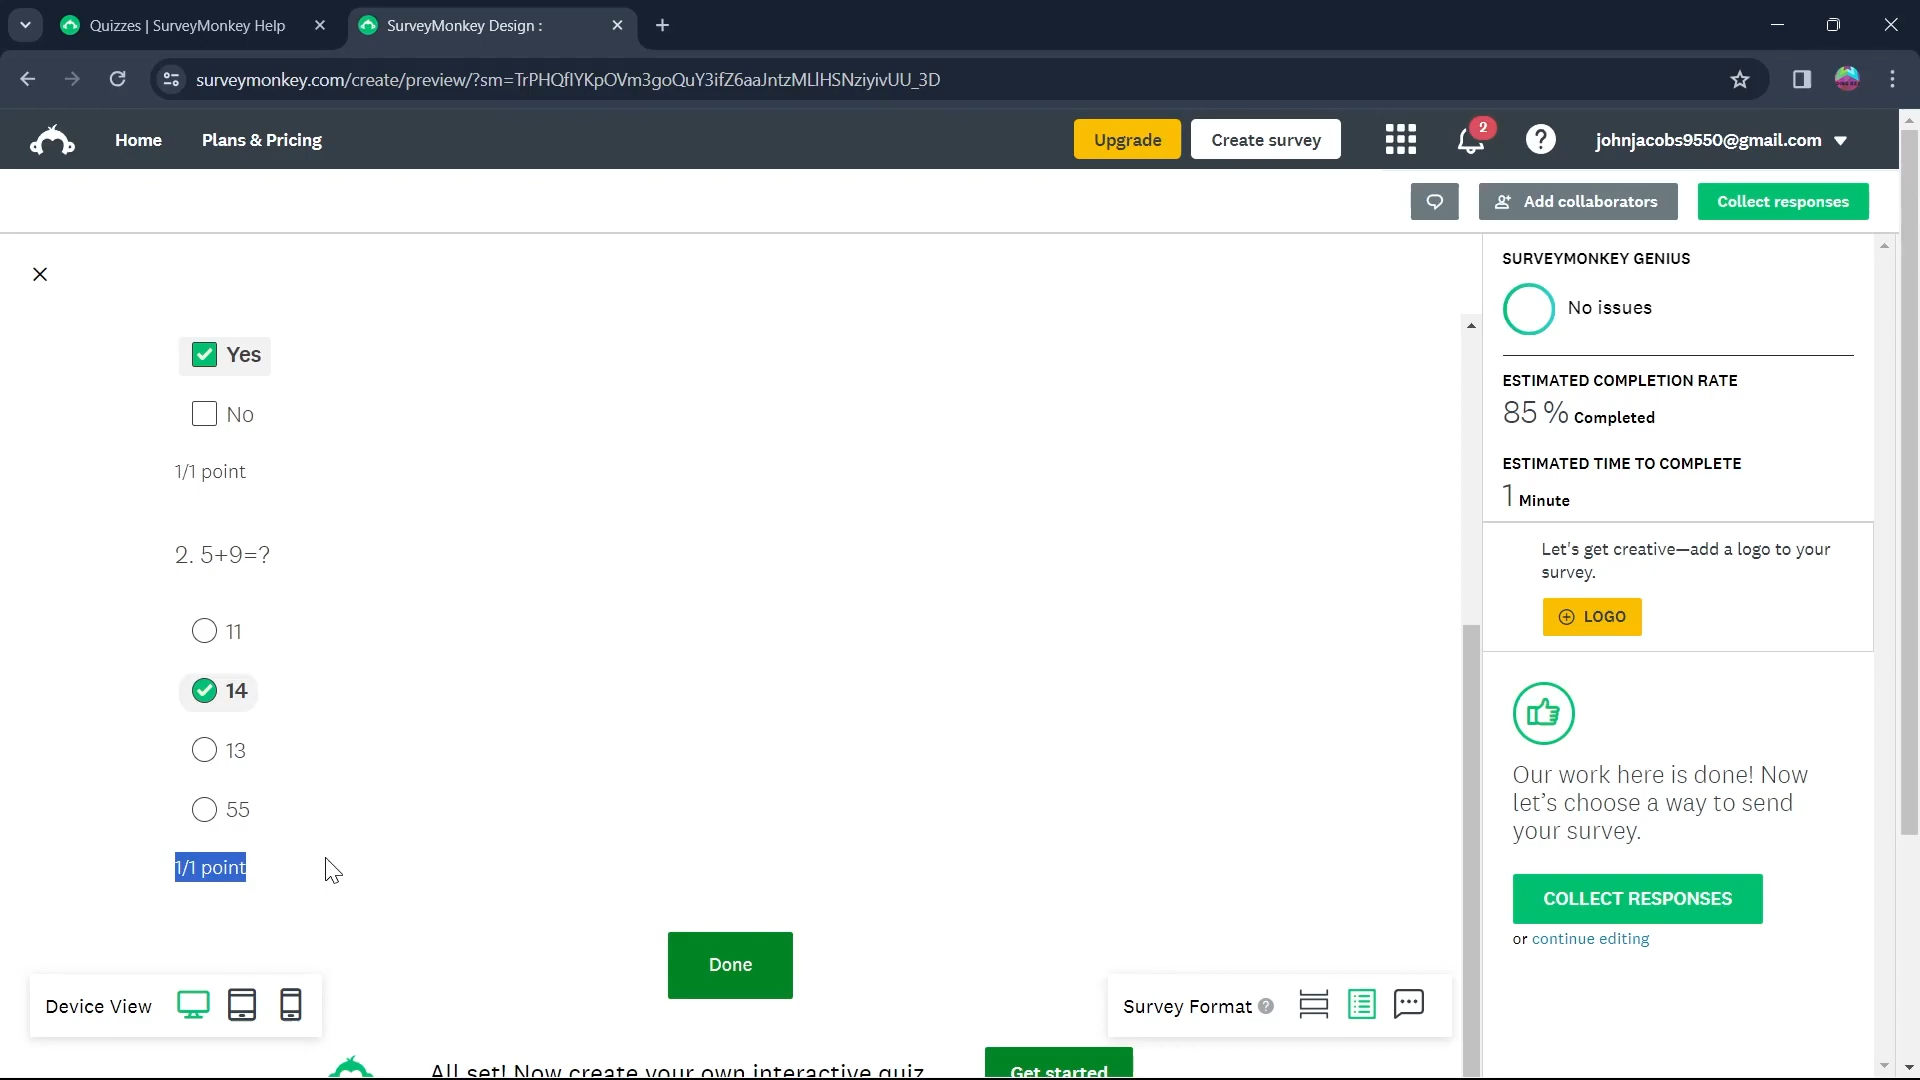 Quizzes | SurveyMonkey Help
SurveyMonkey Design :
surveymonkey.com/create/preview/?sm=TrPHQflYKpOVm3goQuY3ifZ6aaJntzMLlHSNziyivUU_3D
Home
Plans & Pricing
Upgrade
Create survey
2
johnjacobs9550@gmail.com
Add collaborators
Collect responses
Yes
No
1/1 point
2. 5+9=?
11
14
13
55
1/1 point
Done
Device View
Survey Format
All set! Now create your own interactive quiz
Get started
SURVEYMONKEY GENIUS
No issues
ESTIMATED COMPLETION RATE
85 % Completed
ESTIMATED TIME TO COMPLETE
1 Minute
Let's get creative—add a logo to your
survey.
LOGO
Our work here is done! Now
let’s choose a way to send
your survey.
COLLECT RESPONSES
or continue editing